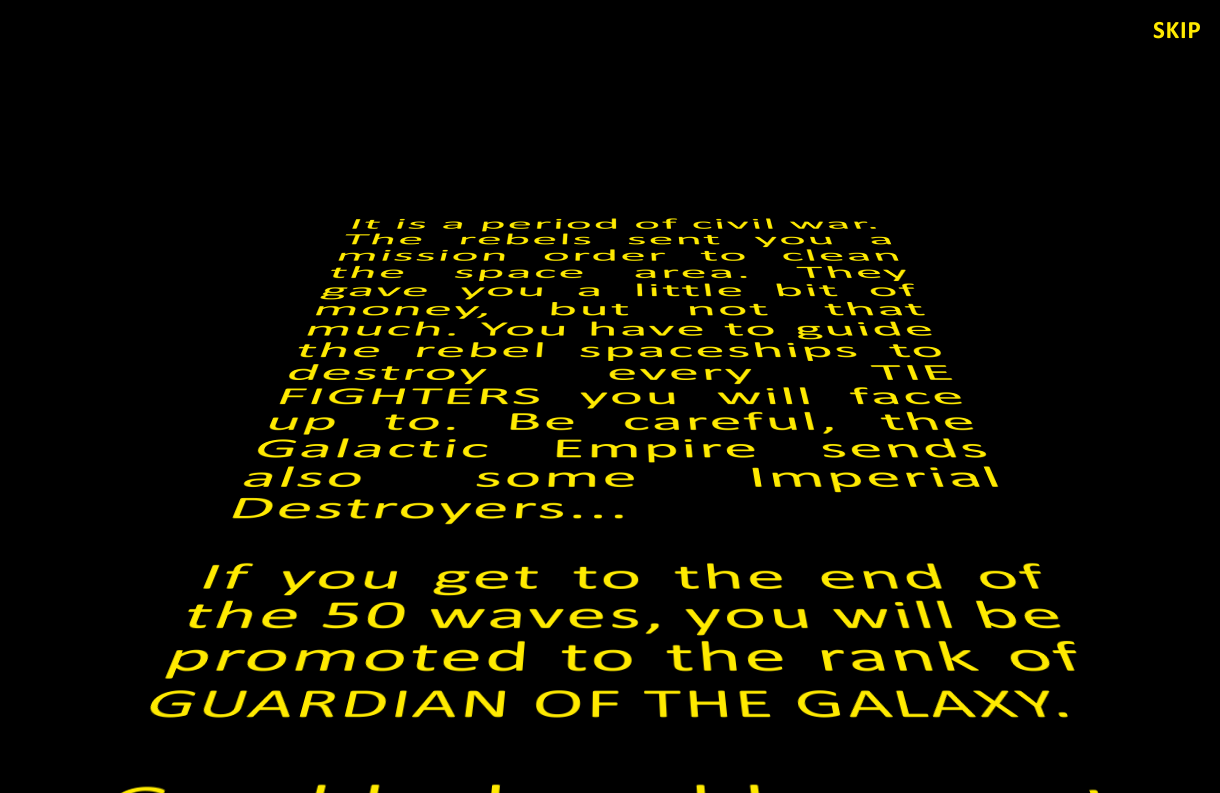 SKIP
It is a period of civil war.
The rebels sent you a
mission order to clean
the space area. They
gave you a little bit of
money, but not that
much. You have to guide
the rebel spaceships to
destroy every TIE
FIGHTERS you will face
up to. Be careful, the
Galactic Empire sends
also some Imperial
Destroyers...
If you get to the end of
the 50 waves, you will be
promoted to the rank of
GUARDIAN OF THE GALAXY.